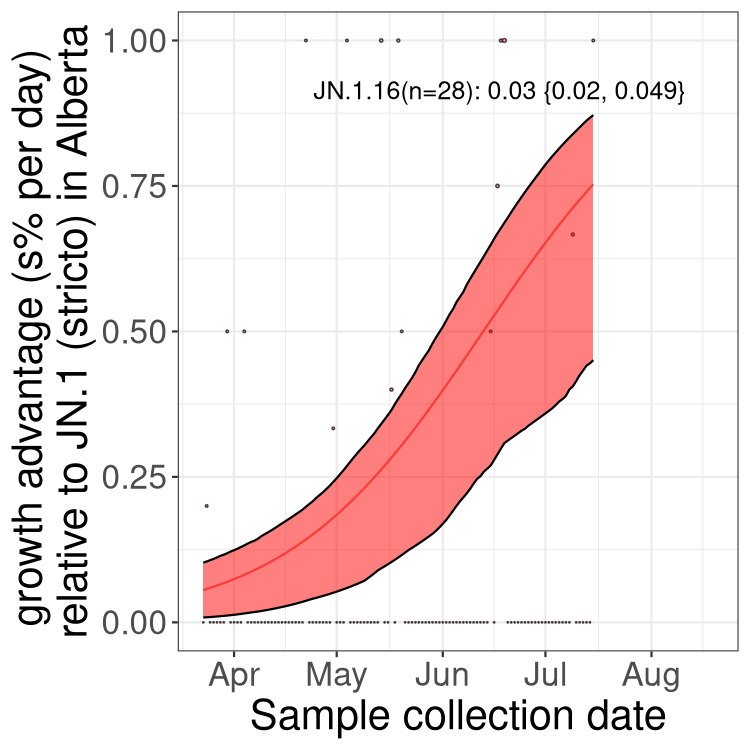 growth advantage (s% per day)
relative to JN.1 (stricto) in Alberta
1.00
0.75
0.50
0.25
0.00
JN.1.16(n=28): 0.03 {0.02, 0.049}
Apr May Jun Jul Aug
Sample collection date